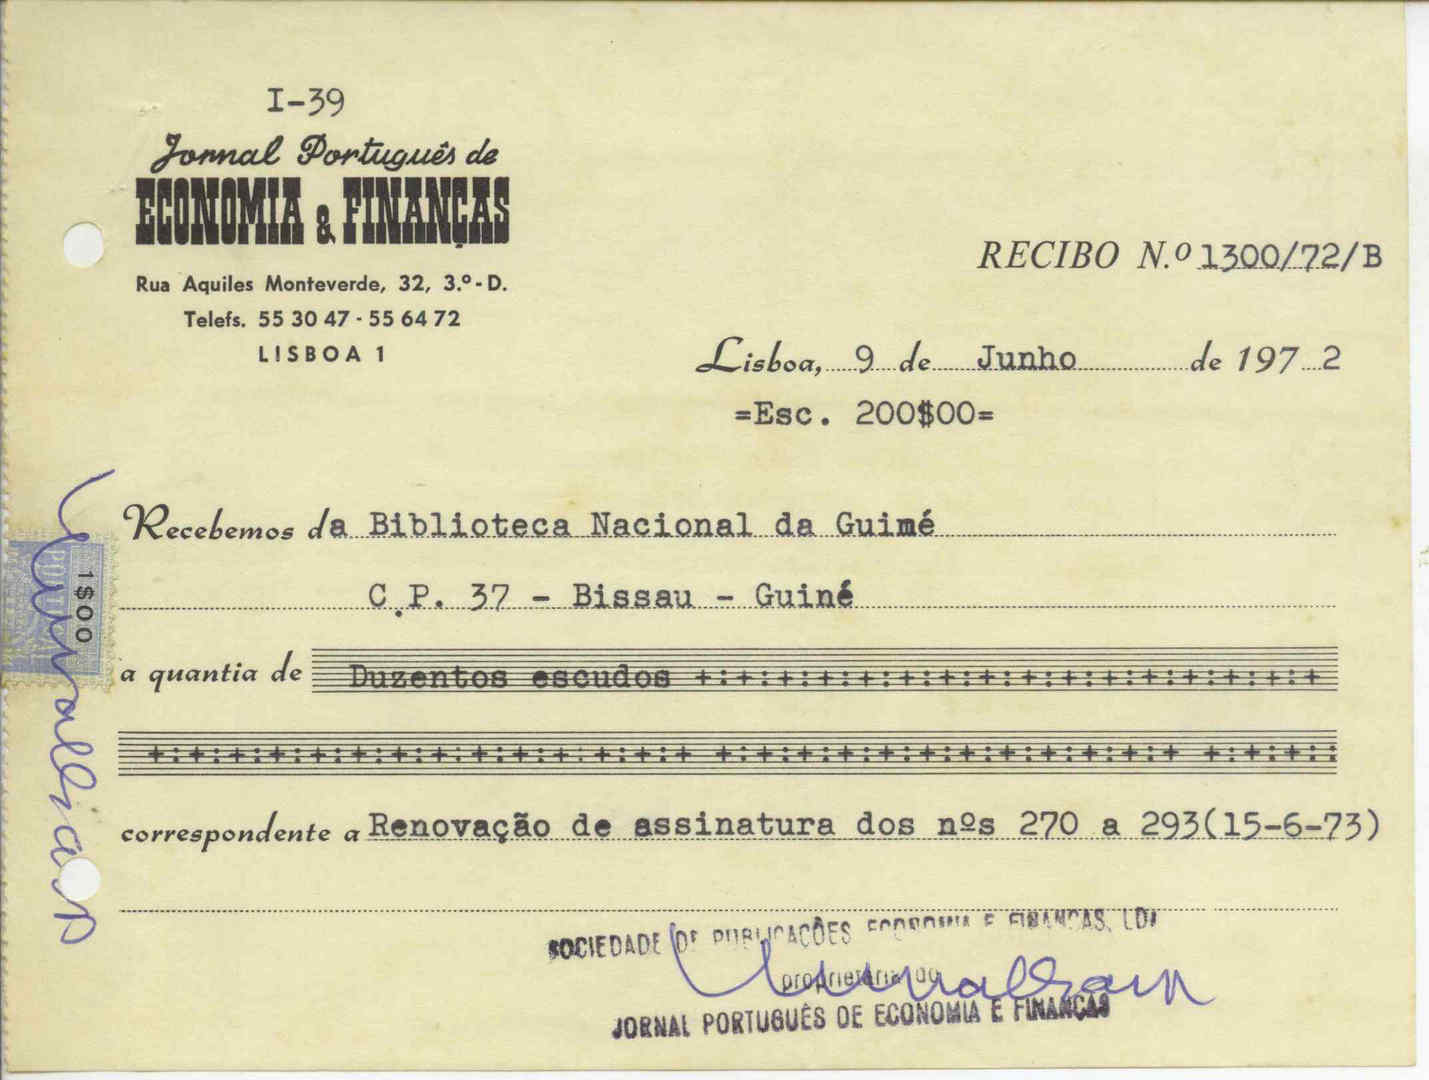 I-39
Jornal Português de
ECONOMIA & FINANÇAS
Rua Aquiles Monteverde, 32, 3.º-D.
Telefs. 55 30 47 - 55 64 72
LISBOA 1
RECIBO N.º 1300/72/B
Lisboa, 9 de Junho de 1972
=Esc. 200$00=
Recebemos da Biblioteca Nacional da Guimé
C.P. 37 - Bissau - Guiné
1$00
a quantia de Duzentos escudos +:+:+:+:+:+:+:+:+:+:+:+:+:+:+:+
+:+:+:+:+:+:+:+:+:+:+:+:+:+ +:+:+:+:+:+:+:+:+:+:+:+ +:+:+::
correspondente a Renovação de assinatura dos nºs 270 a 293(15-6-73)
SOCIEDADE DE PUBLICAÇÕES ECONOMIA E FINANÇAS, LDA
proprietária do
JORNAL PORTUGUÊS DE ECONOMIA E FINANÇAS